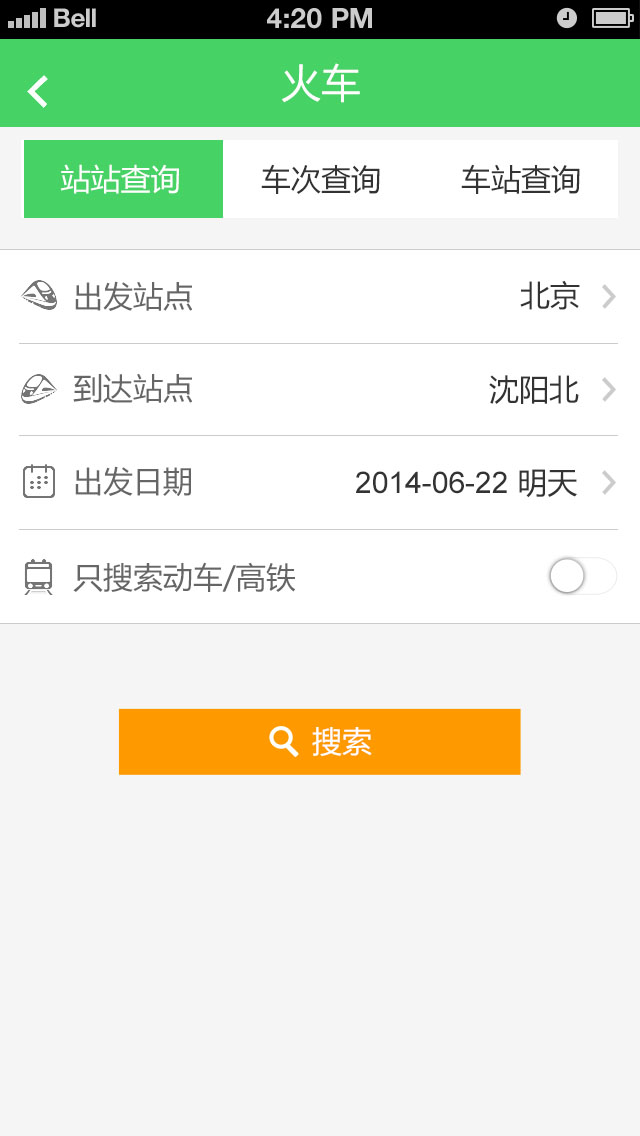 Bell 4:20 PM
火车
站站查询 车次查询 车站查询
出发站点 北京
到达站点 沈阳北
出发日期 2014-06-22 明天
只搜索动车/高铁
搜索